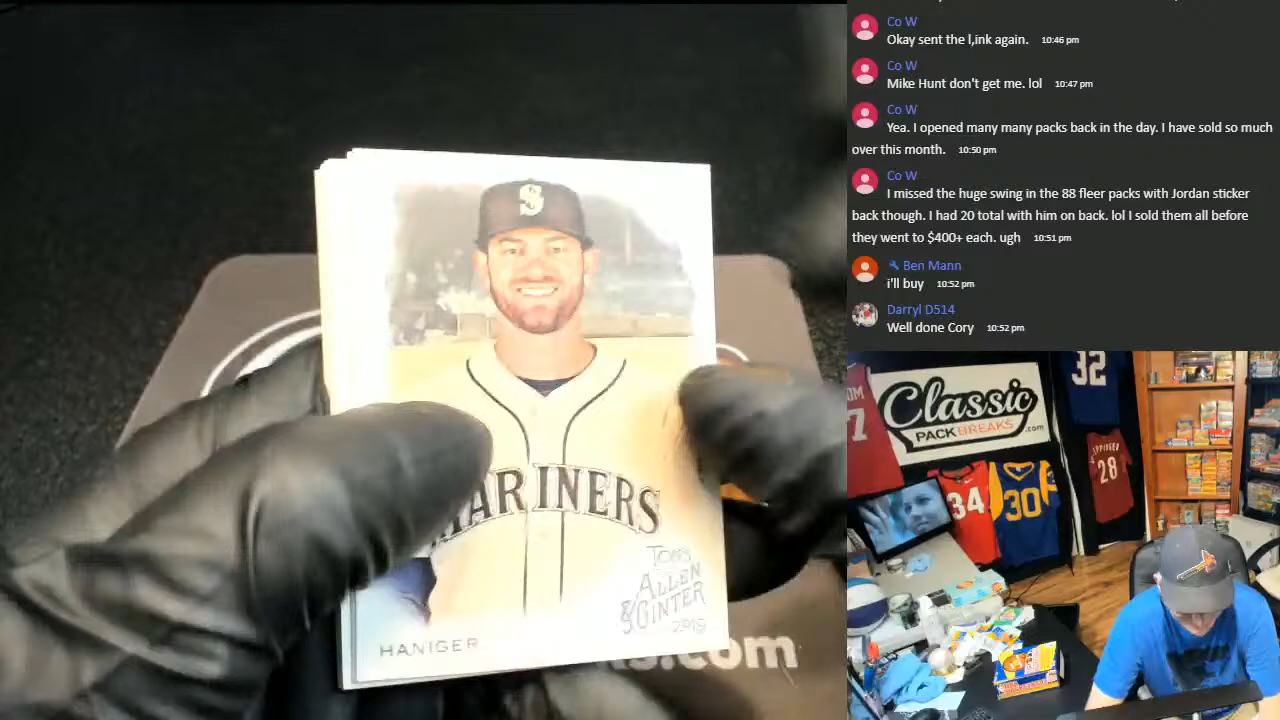 Co W
Okay sent the l,ink again. 10:46 pm
Co W
Mike Hunt don't get me. lol 10:47 pm
Co W
Yea. I opened many many packs back in the day. I have sold so much
over this month. 10:50 pm
Co W
I missed the huge swing in the 88 fleer packs with Jordan sticker
back though. I had 20 total with him on back. lol I sold them all before
they went to $400+ each. ugh 10:51 pm
Ben Mann
i'll buy 10:52 pm
Darryl D514
Well done Cory 10:52 pm
S
MARINERS
TOPPS
ALLEN
& GINTER
2019
HANIGER
.com
Classic
PACK BREAKS
.com
7
32
28
34
30